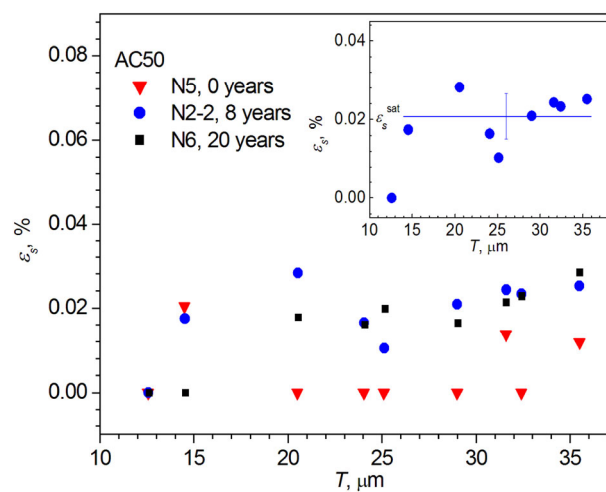 AC50
N5, 0 years
N2-2, 8 years
N6, 20 years
0.08
0.06
0.04
0.02
0.00
εs, %
10 15 20 25 30 35
T, μm
0.04
0.02
0.00
εs, %
εs sat
10 15 20 25 30 35
T, μm